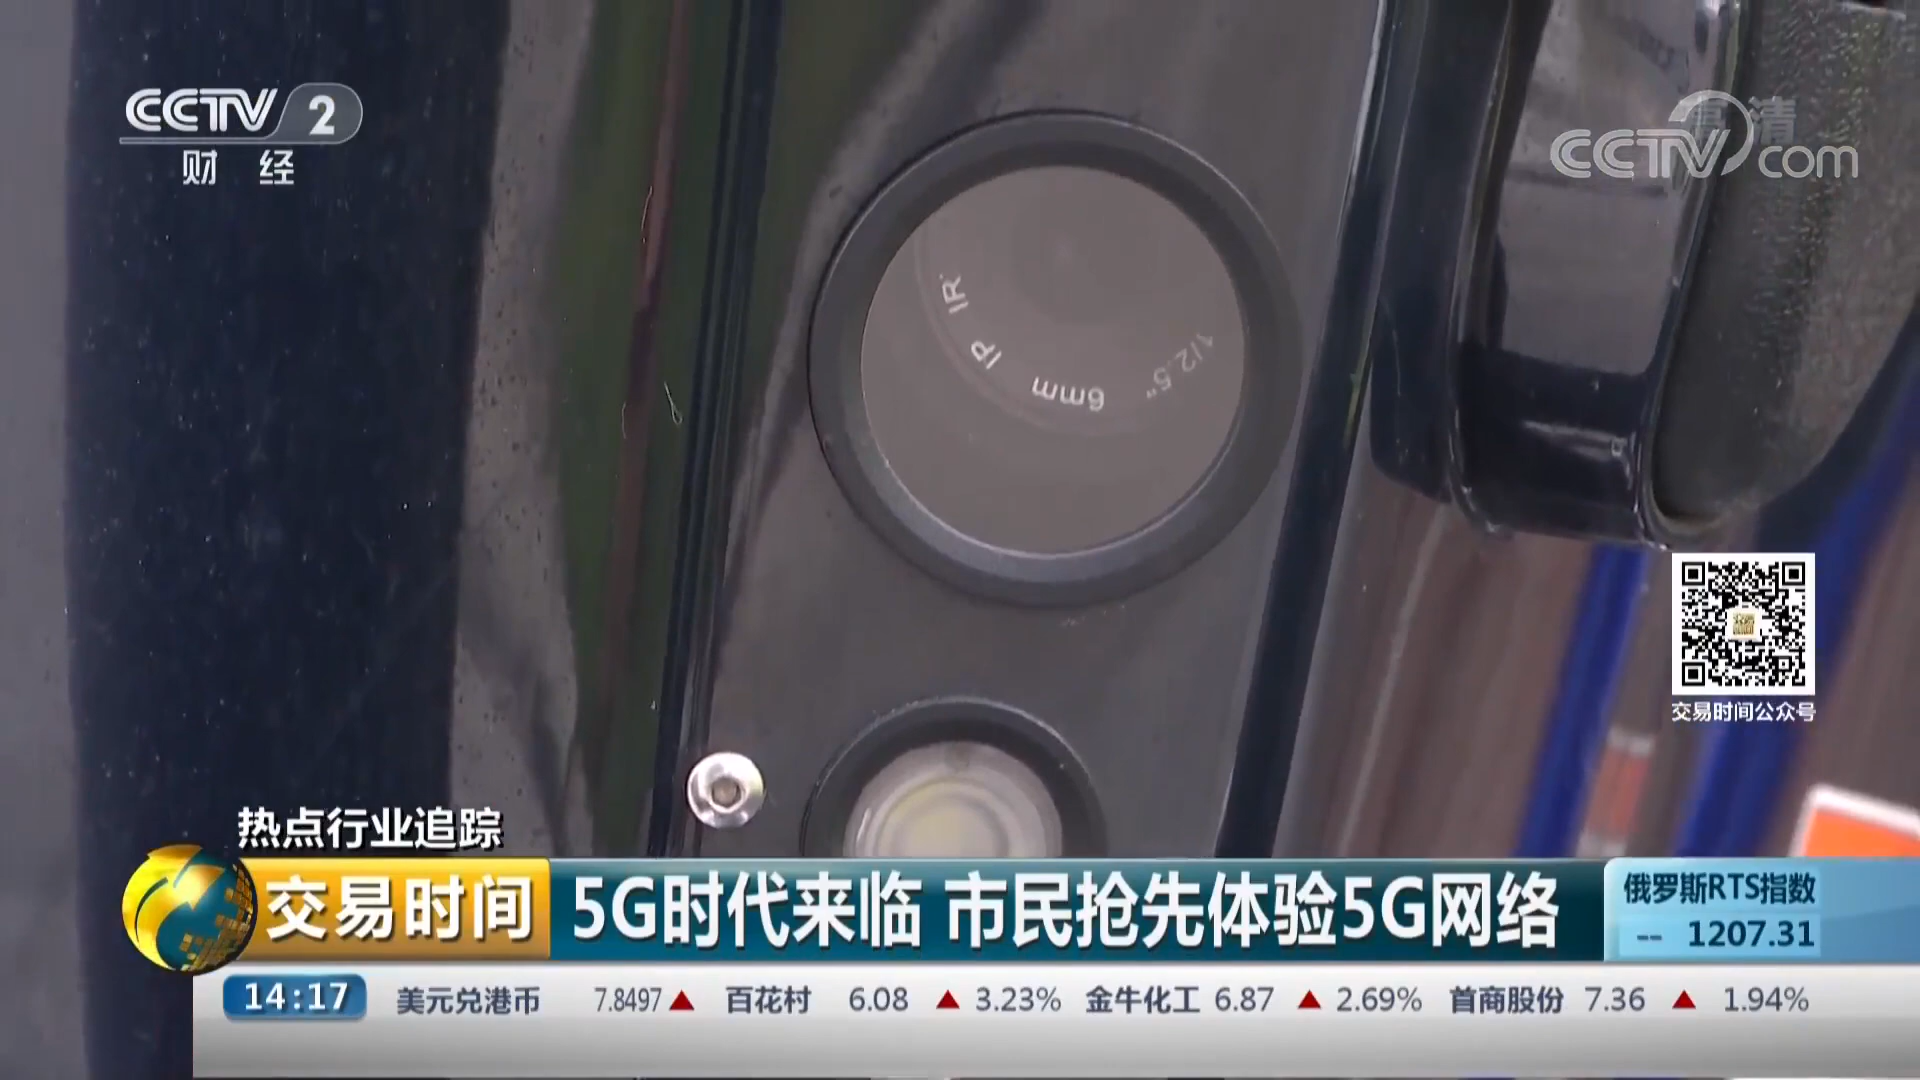 CCTV 2
财经
高清
CCTV com
IR
IP
6mm
1/2.5"
交易时间公众号
热点行业追踪
交易时间
5G时代来临 市民抢先体验5G网络
俄罗斯RTS指数
-- 1207.31
14:17 美元兑港币 7.8497▲ 百花村 6.08 ▲ 3.23% 金牛化工 6.87 ▲ 2.69% 首商股份 7.36 ▲ 1.94%